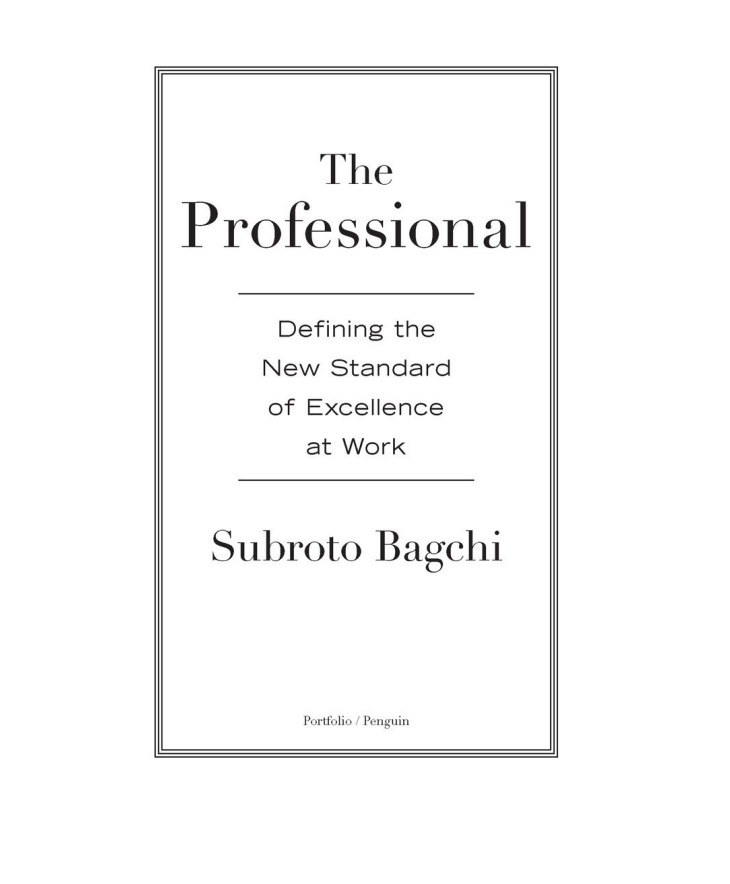 The
Professional
Defining the
New Standard
of Excellence
at Work
Subroto Bagchi
Portfolio / Penguin